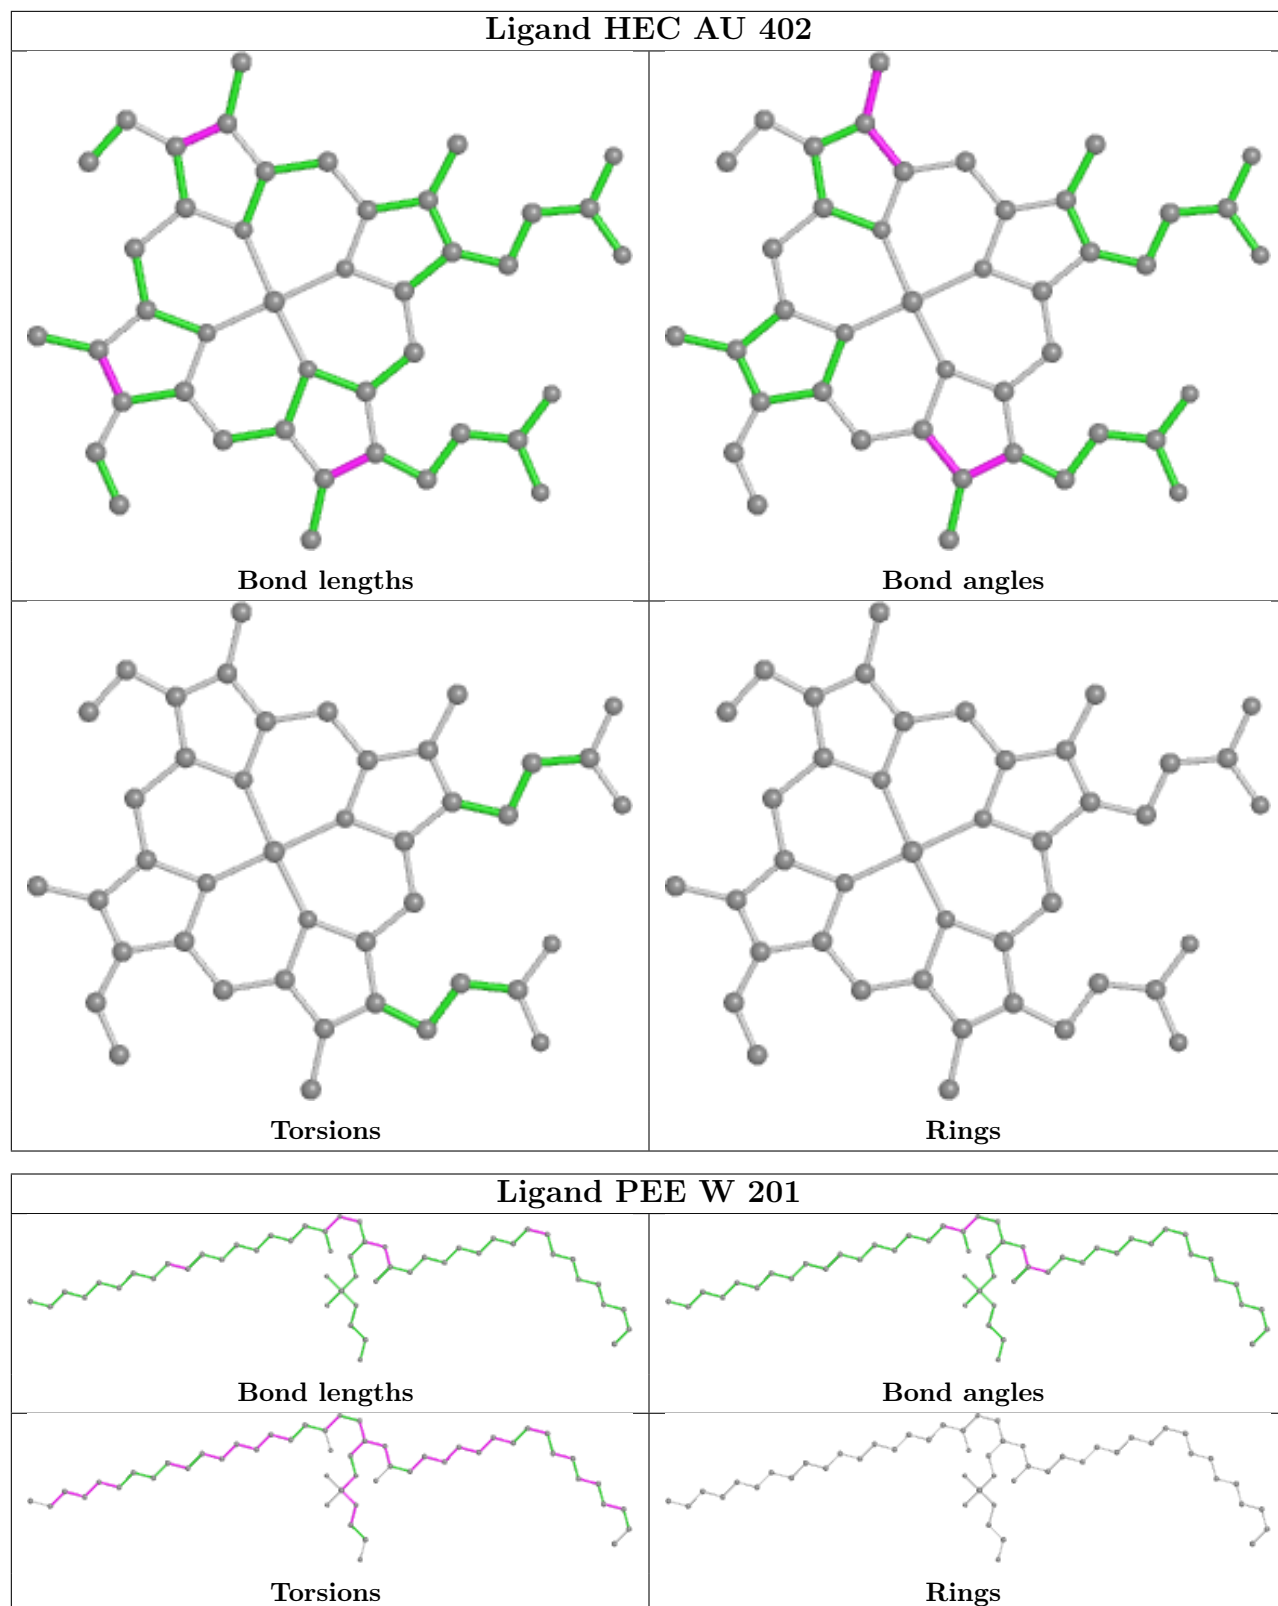 Ligand HEC AU 402
Bond lengths
Bond angles
Torsions
Rings
Ligand PEE W 201
Bond lengths
Bond angles
Torsions
Rings